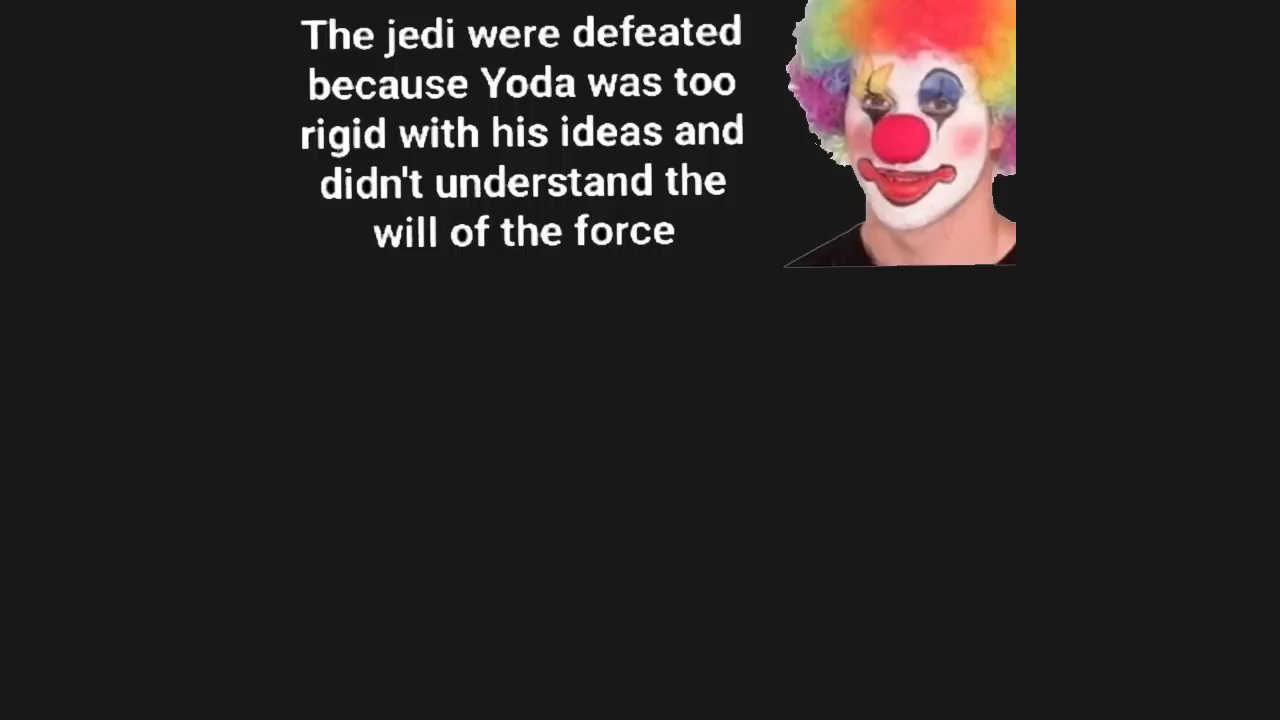 The jedi were defeated
because Yoda was too
rigid with his ideas and
didn't understand the
will of the force